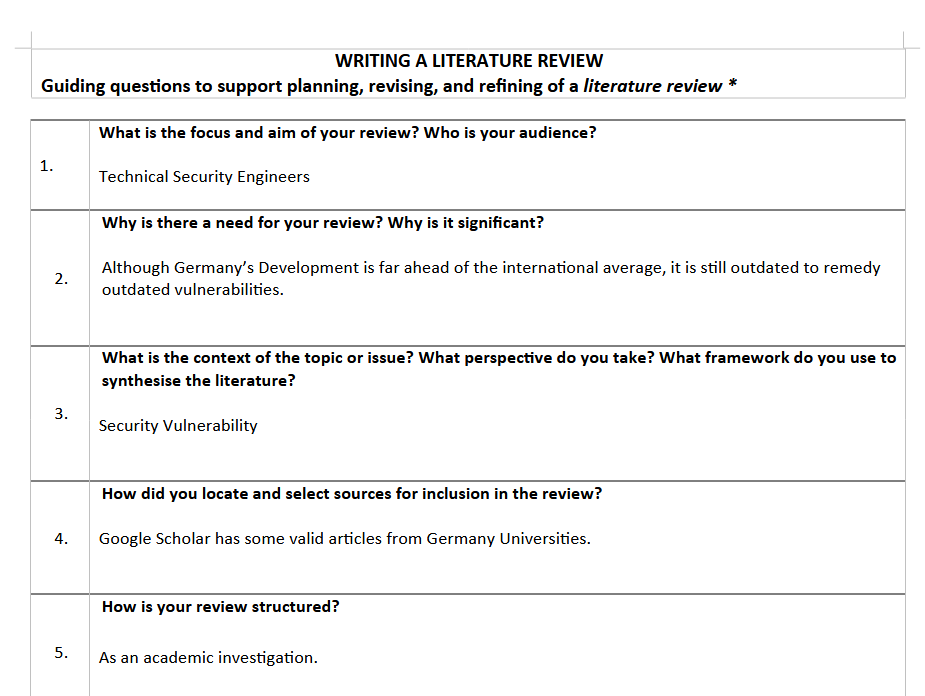 WRITING A LITERATURE REVIEW
Guiding questions to support planning, revising, and refining of a literature review *
1.
What is the focus and aim of your review? Who is your audience?
Technical Security Engineers
2.
Why is there a need for your review? Why is it significant?
Although Germany’s Development is far ahead of the international average, it is still outdated to remedy
outdated vulnerabilities.
3.
What is the context of the topic or issue? What perspective do you take? What framework do you use to
synthesise the literature?
Security Vulnerability
4.
How did you locate and select sources for inclusion in the review?
Google Scholar has some valid articles from Germany Universities.
5.
How is your review structured?
As an academic investigation.